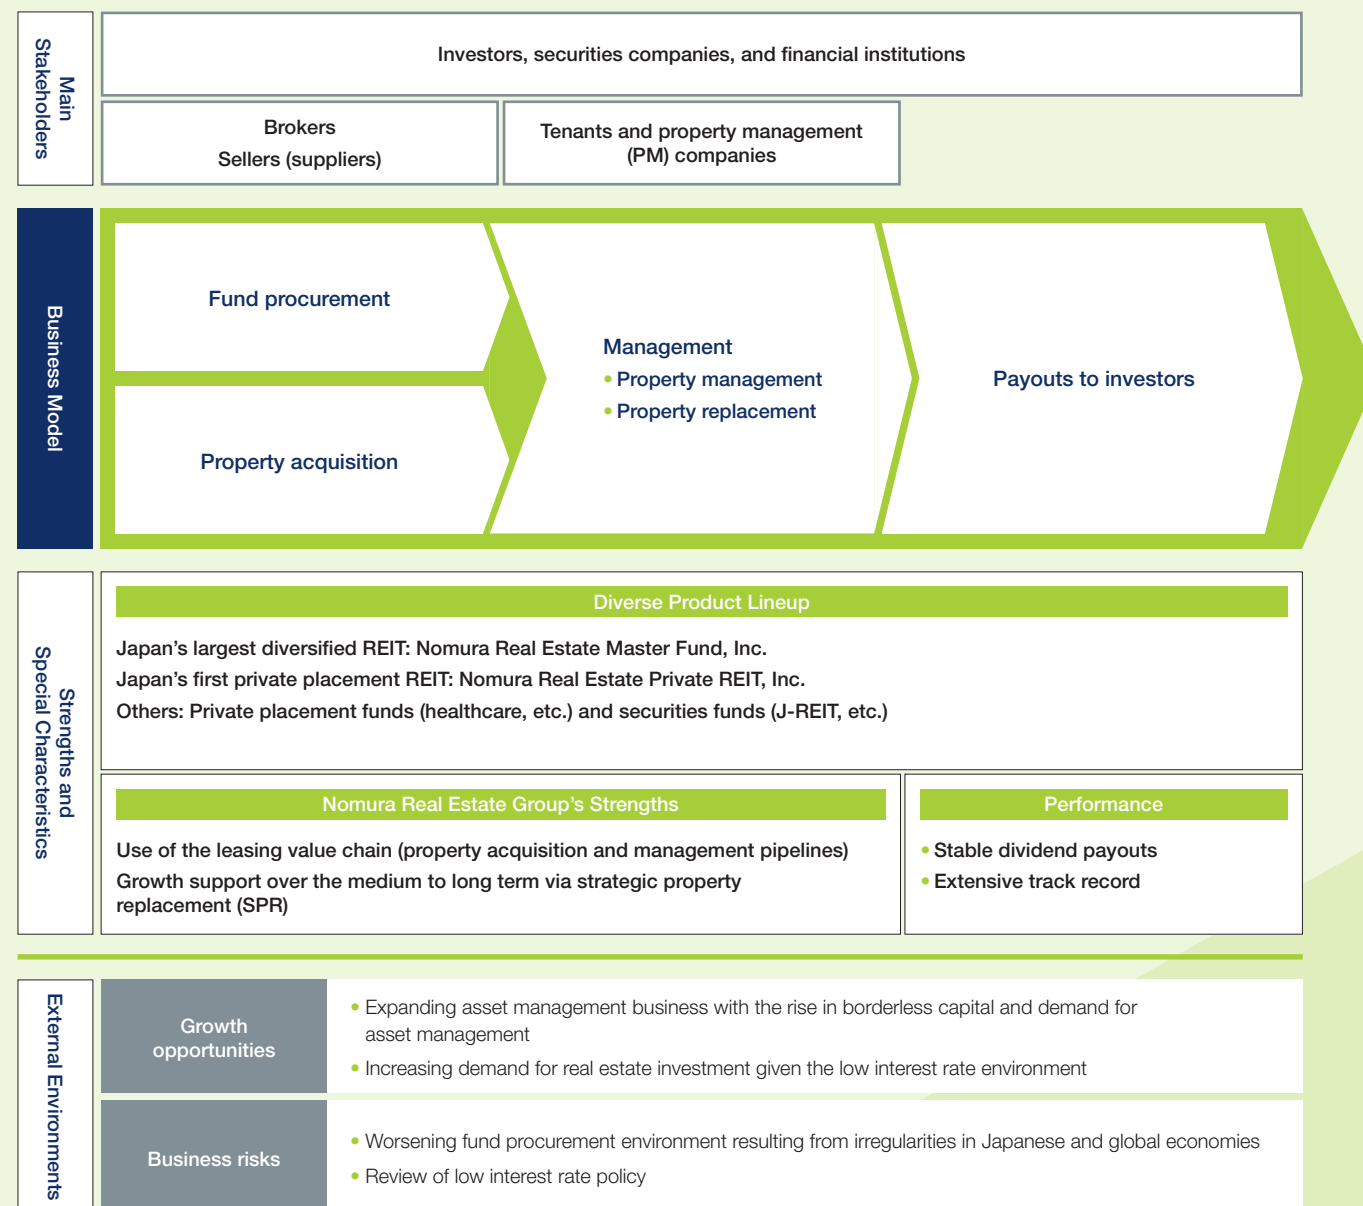 Main
Stakeholders
Investors, securities companies, and financial institutions
Brokers
Sellers (suppliers)
Tenants and property management
(PM) companies
Business Model
Fund procurement
Property acquisition
Management
• Property management
• Property replacement
Payouts to investors
Strengths and
Special Characteristics
Diverse Product Lineup
Japan’s largest diversified REIT: Nomura Real Estate Master Fund, Inc.
Japan’s first private placement REIT: Nomura Real Estate Private REIT, Inc.
Others: Private placement funds (healthcare, etc.) and securities funds (J-REIT, etc.)
Nomura Real Estate Group’s Strengths
Use of the leasing value chain (property acquisition and management pipelines)
Growth support over the medium to long term via strategic property
replacement (SPR)
Performance
• Stable dividend payouts
• Extensive track record
External Environments
Growth
opportunities
• Expanding asset management business with the rise in borderless capital and demand for
asset management
• Increasing demand for real estate investment given the low interest rate environment
Business risks
• Worsening fund procurement environment resulting from irregularities in Japanese and global economies
• Review of low interest rate policy